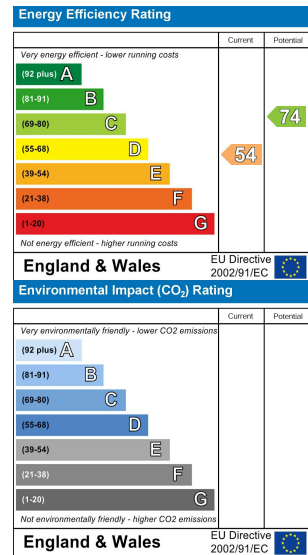 Energy Efficiency Rating
Current Potential
Very energy efficient - lower running costs
(92 plus) A
(81-91) B
(69-80) C
(55-68) D
(39-54) E
(21-38) F
(1-20) G
54
74
Not energy efficient - higher running costs
England & Wales
EU Directive
2002/91/EC
Environmental Impact (CO2) Rating
Current Potential
Very environmentally friendly - lower CO2 emissions
(92 plus) A
(81-91) B
(69-80) C
(55-68) D
(39-54) E
(21-38) F
(1-20) G
Not environmentally friendly - higher CO2 emissions
England & Wales
EU Directive
2002/91/EC